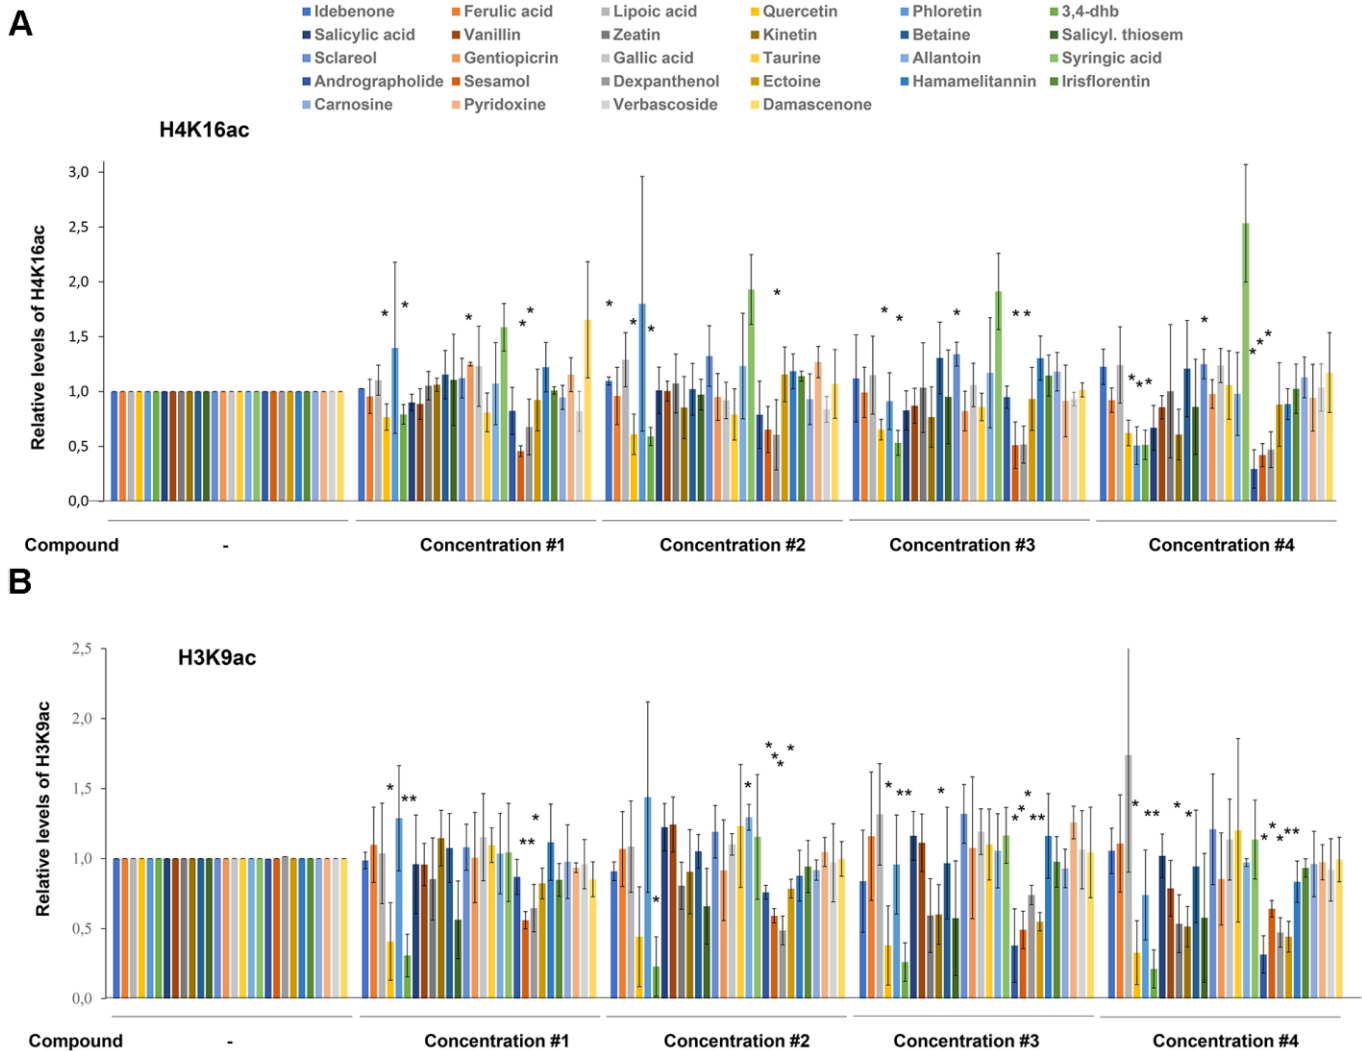 A
Idebenone Ferulic acid Lipoic acid Quercetin Phloretin 3,4-dhb
Salicylic acid Vanillin Zeatin Kinetin Betaine Salicyl. thiosem
Sclareol Gentiopicrin Gallic acid Taurine Allantoin Syringic acid
Andrographolide Sesamol Dexpanthenol Ectoine Hamamelitannin Irisflorentin
Carnosine Pyridoxine Verbascoside Damascenone
H4K16ac
Relative levels of H4K16ac
3,0
2,5
2,0
1,5
1,0
0,5
0,0
* * * * * * * * * * * * * * * * * * * * * *
Compound - Concentration #1 Concentration #2 Concentration #3 Concentration #4
B
H3K9ac
Relative levels of H3K9ac
2,5
2,0
1,5
1,0
0,5
0,0
Compound - Concentration #1 Concentration #2 Concentration #3 Concentration #4